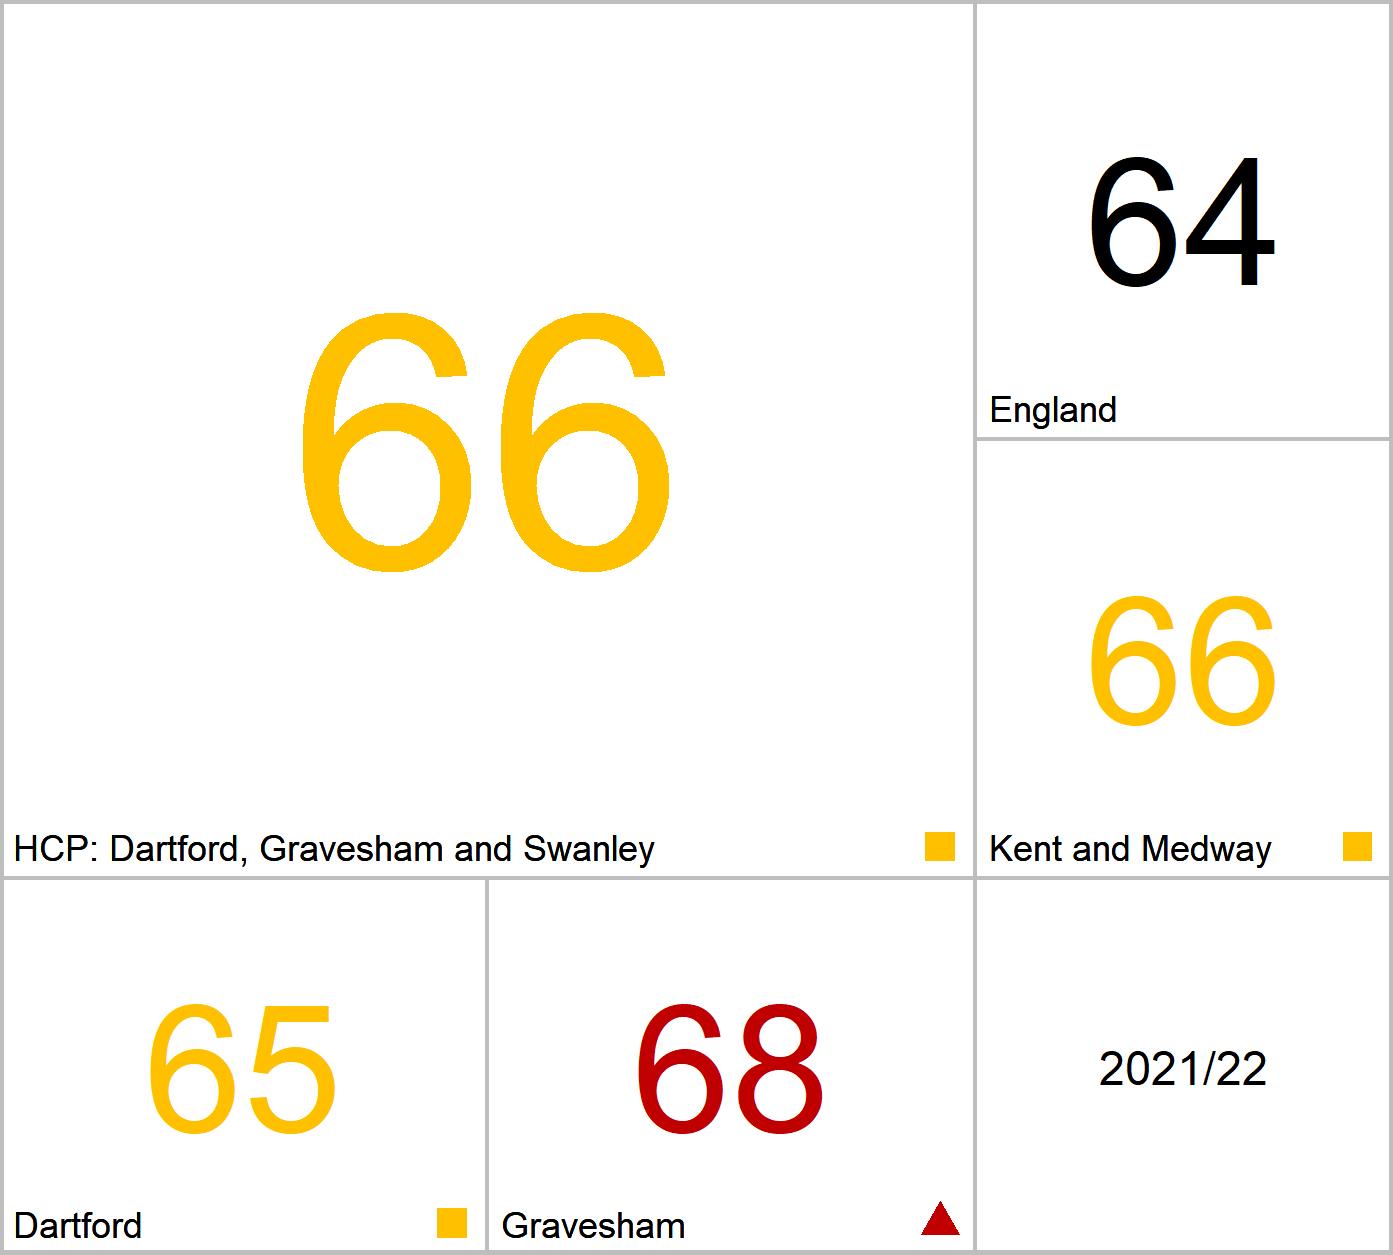 66
HCP: Dartford, Gravesham and Swanley
64
England
66
Kent and Medway
65
Dartford
68
Gravesham
2021/22